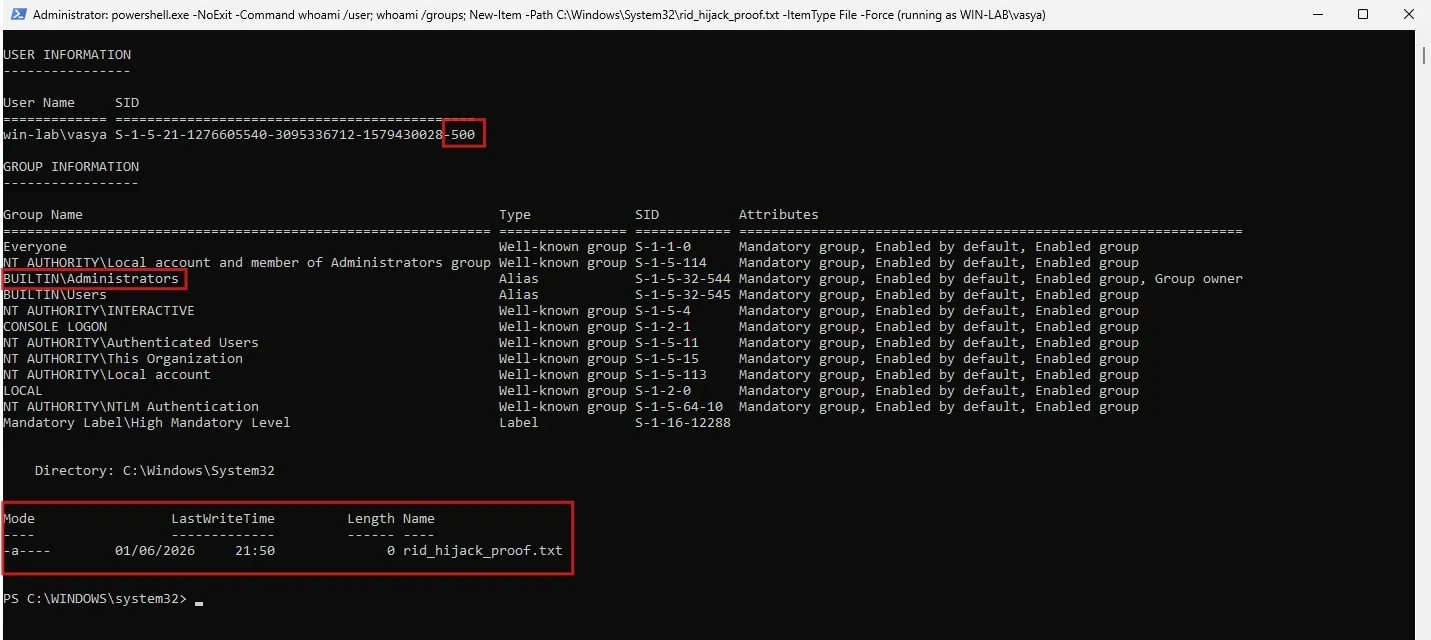 Administrator: powershell.exe -NoExit -Command whoami /user; whoami /groups; New-Item -Path C:\Windows\System32\rid_hijack_proof.txt -ItemType File -Force (running as WIN-LAB\vasya)
USER INFORMATION
----------------
User Name     SID
============= =============================================
win-lab\vasya S-1-5-21-1276605540-3095336712-1579430028-500
GROUP INFORMATION
-----------------
Group Name                                                    Type             SID          Attributes
============================================================= ================ ============ ===============================================================
Everyone                                                      Well-known group S-1-1-0      Mandatory group, Enabled by default, Enabled group
NT AUTHORITY\Local account and member of Administrators group Well-known group S-1-5-114    Mandatory group, Enabled by default, Enabled group
BUILTIN\Administrators                                        Alias            S-1-5-32-544 Mandatory group, Enabled by default, Enabled group, Group owner
BUILTIN\Users                                                 Alias            S-1-5-32-545 Mandatory group, Enabled by default, Enabled group
NT AUTHORITY\INTERACTIVE                                      Well-known group S-1-5-4      Mandatory group, Enabled by default, Enabled group
CONSOLE LOGON                                                 Well-known group S-1-2-1      Mandatory group, Enabled by default, Enabled group
NT AUTHORITY\Authenticated Users                              Well-known group S-1-5-11     Mandatory group, Enabled by default, Enabled group
NT AUTHORITY\This Organization                                Well-known group S-1-5-15     Mandatory group, Enabled by default, Enabled group
NT AUTHORITY\Local account                                    Well-known group S-1-5-113    Mandatory group, Enabled by default, Enabled group
LOCAL                                                         Well-known group S-1-2-0      Mandatory group, Enabled by default, Enabled group
NT AUTHORITY\NTLM Authentication                              Well-known group S-1-5-64-10  Mandatory group, Enabled by default, Enabled group
Mandatory Label\High Mandatory Level                          Label            S-1-16-12288
    Directory: C:\Windows\System32
Mode                 LastWriteTime         Length Name
----                 -------------         ------ ----
-a----        01/06/2026     21:50              0 rid_hijack_proof.txt
PS C:\WINDOWS\system32>